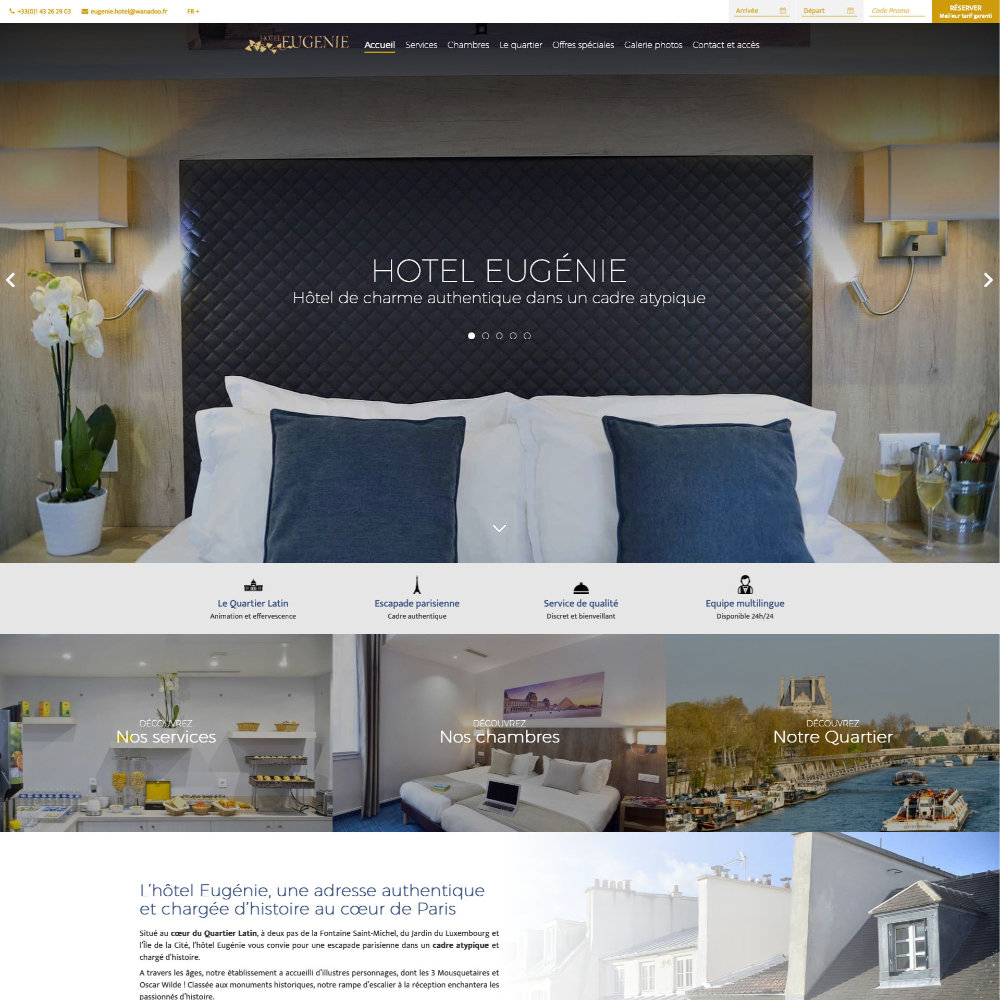 +33(0)1 43 26 29 03 eugenie.hotel@wanadoo.fr FR
Arrivée Départ Code Promo RÉSERVER
Meilleur tarif garanti
HOTEL EUGENIE Accueil Services Chambres Le quartier Offres spéciales Galerie photos Contact et accès
HOTEL EUGÉNIE
Hôtel de charme authentique dans un cadre atypique
Le Quartier Latin
Animation et effervescence
Escapade parisienne
Cadre authentique
Service de qualité
Discret et bienveillant
Equipe multilingue
Disponible 24h/24
DÉCOUVREZ
Nos services
DÉCOUVREZ
Nos chambres
DÉCOUVREZ
Notre Quartier
L'hôtel Eugénie, une adresse authentique
et chargée d'histoire au cœur de Paris
Situé au cœur du Quartier Latin, à deux pas de la Fontaine Saint-Michel, du Jardin du Luxembourg et
l'Île de la Cité, l'hôtel Eugénie vous convie pour une escapade parisienne dans un cadre atypique et
chargé d'histoire.
A travers les âges, notre établissement a accueilli d'illustres personnages, dont les 3 Mousquetaires et
Oscar Wilde ! Classée aux monuments historiques, notre rampe d'escalier à la réception enchantera les
passionnés d'histoire.